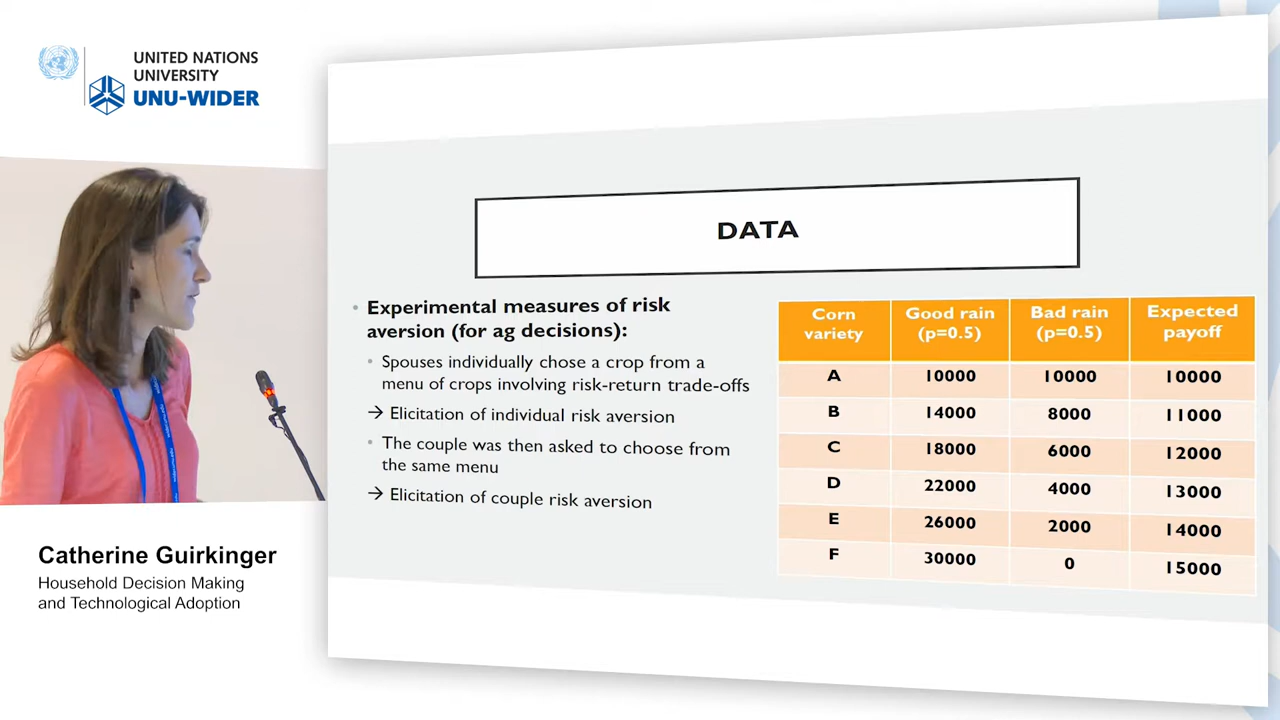 UNITED NATIONS
UNIVERSITY
UNU-WIDER
DATA
• Experimental measures of risk
aversion (for ag decisions):
• Spouses individually chose a crop from a
menu of crops involving risk-return trade-offs
→ Elicitation of individual risk aversion
• The couple was then asked to choose from
the same menu
→ Elicitation of couple risk aversion
Corn variety Good rain (p=0.5) Bad rain (p=0.5) Expected payoff
A 10000 10000 10000
B 14000 8000 11000
C 18000 6000 12000
D 22000 4000 13000
E 26000 2000 14000
F 30000 0 15000
Catherine Guirkinger
Household Decision Making
and Technological Adoption